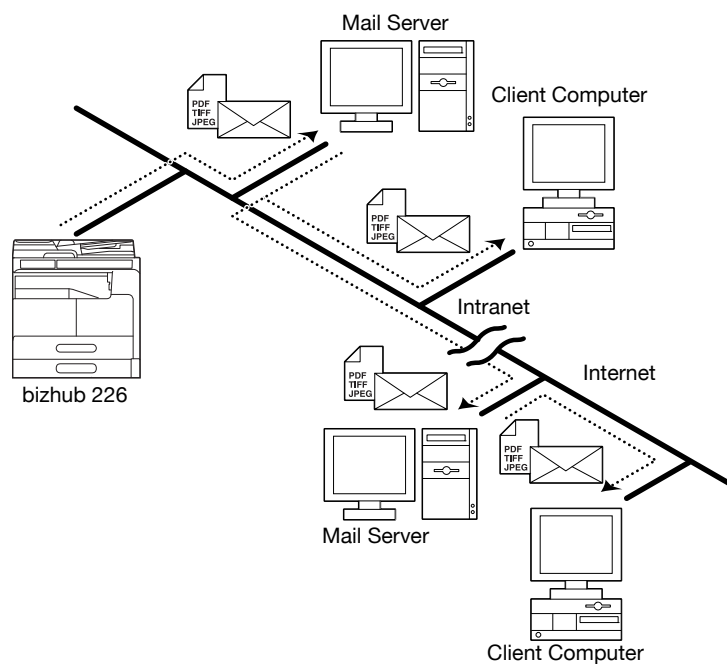 Mail Server
PDF
TIFF
JPEG
Client Computer
PDF
TIFF
JPEG
Intranet
bizhub 226
PDF
TIFF
JPEG
Internet
PDF
TIFF
JPEG
Mail Server
Client Computer